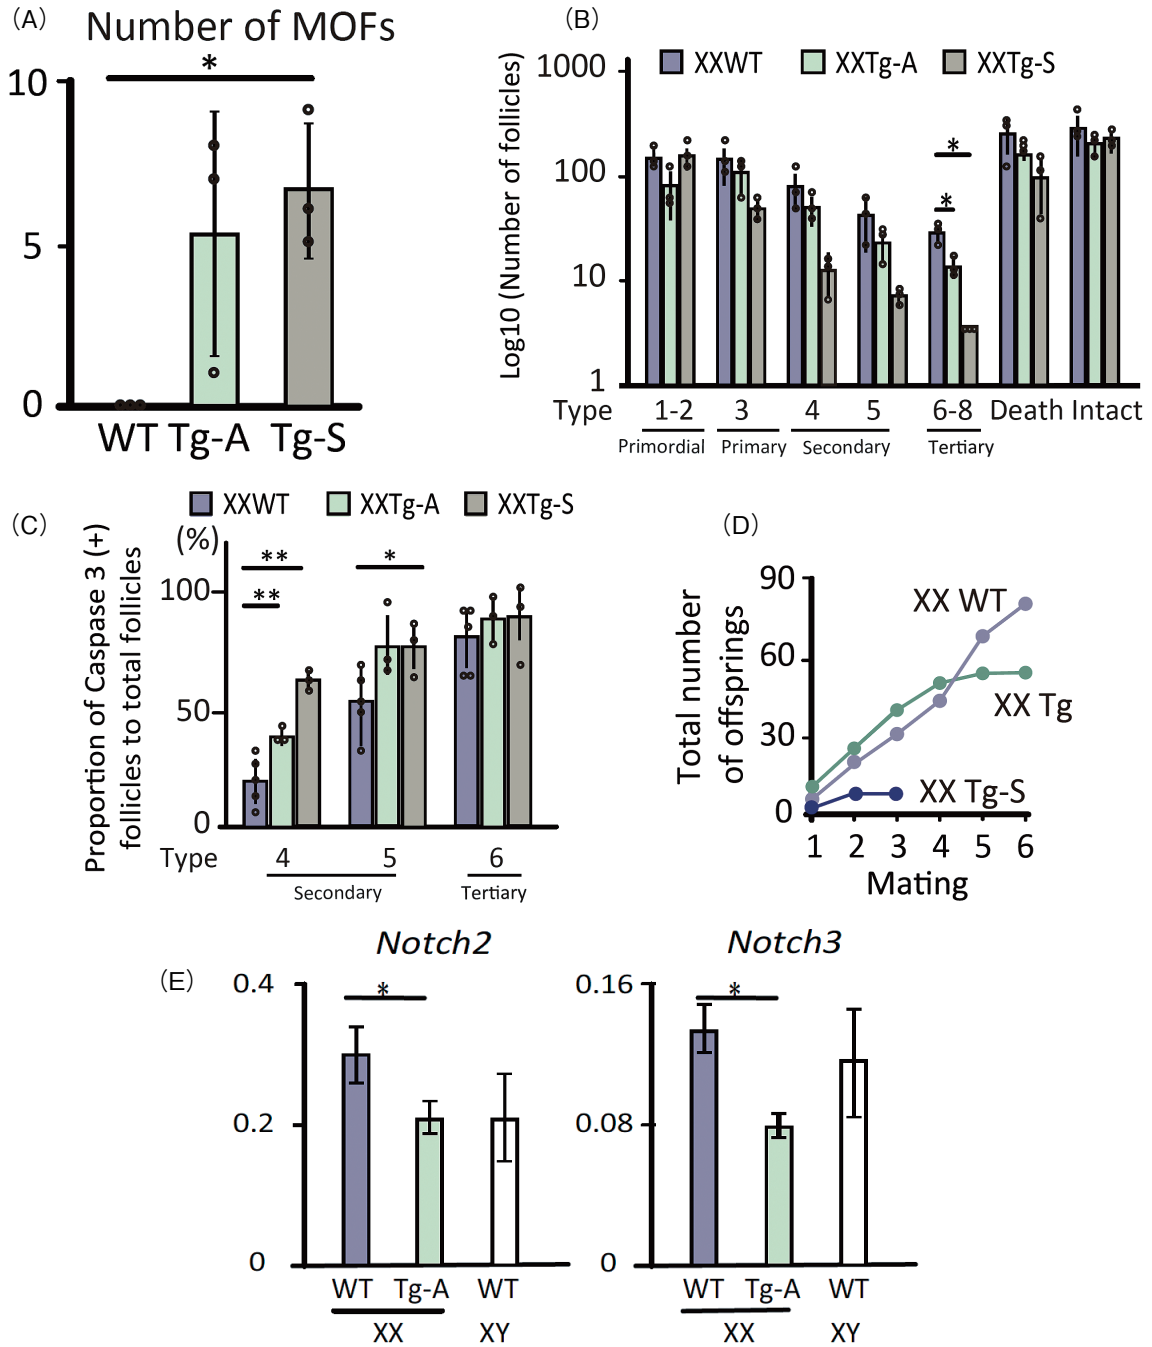 (A)
Number of MOFs
*
10
5
0
WT Tg-A Tg-S
(B)
XXWT XXTg-A XXTg-S
Log10 (Number of follicles)
1000
100
10
1
*
*
Type 1-2 3 4 5 6-8 Death Intact
Primordial Primary Secondary Tertiary
(C)
XXWT XXTg-A XXTg-S
Proportion of Caspase 3 (+)
follicles to total follicles
(%)
100
50
0
**
**
*
Type 4 5 6
Secondary Tertiary
(D)
Total number
of offsprings
90
60
30
0
XX WT
XX Tg
XX Tg-S
1 2 3 4 5 6
Mating
(E)
Notch2
0.4
0.2
0
*
WT Tg-A WT
XX XY
Notch3
0.16
0.08
0
*
WT Tg-A WT
XX XY